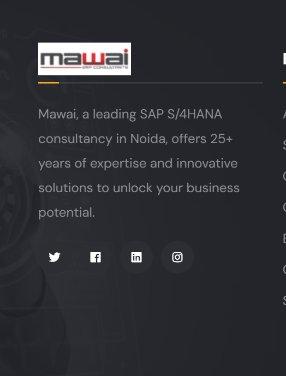 mawai
SAP CONSULTANTS
Mawai, a leading SAP S/4HANA
consultancy in Noida, offers 25+
years of expertise and innovative
solutions to unlock your business
potential.